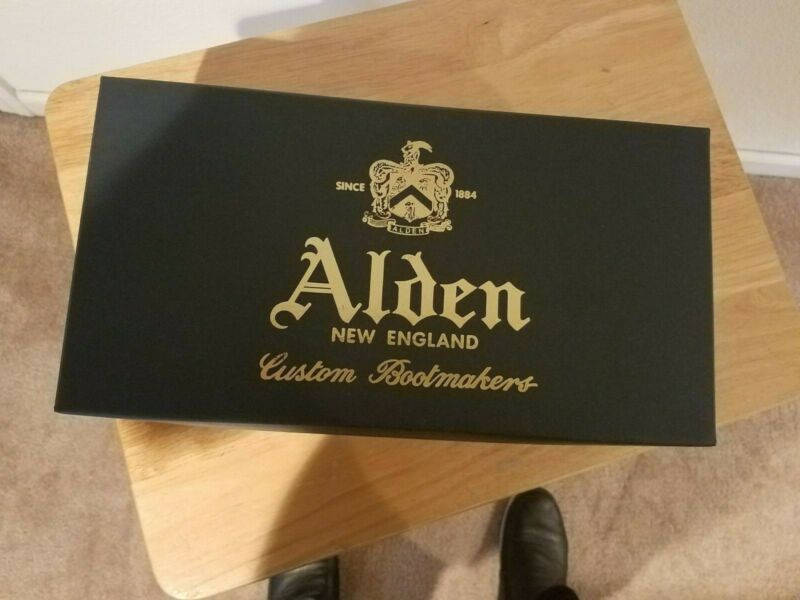 SINCE 1884
ALDEN
Alden
NEW ENGLAND
Custom Bootmakers